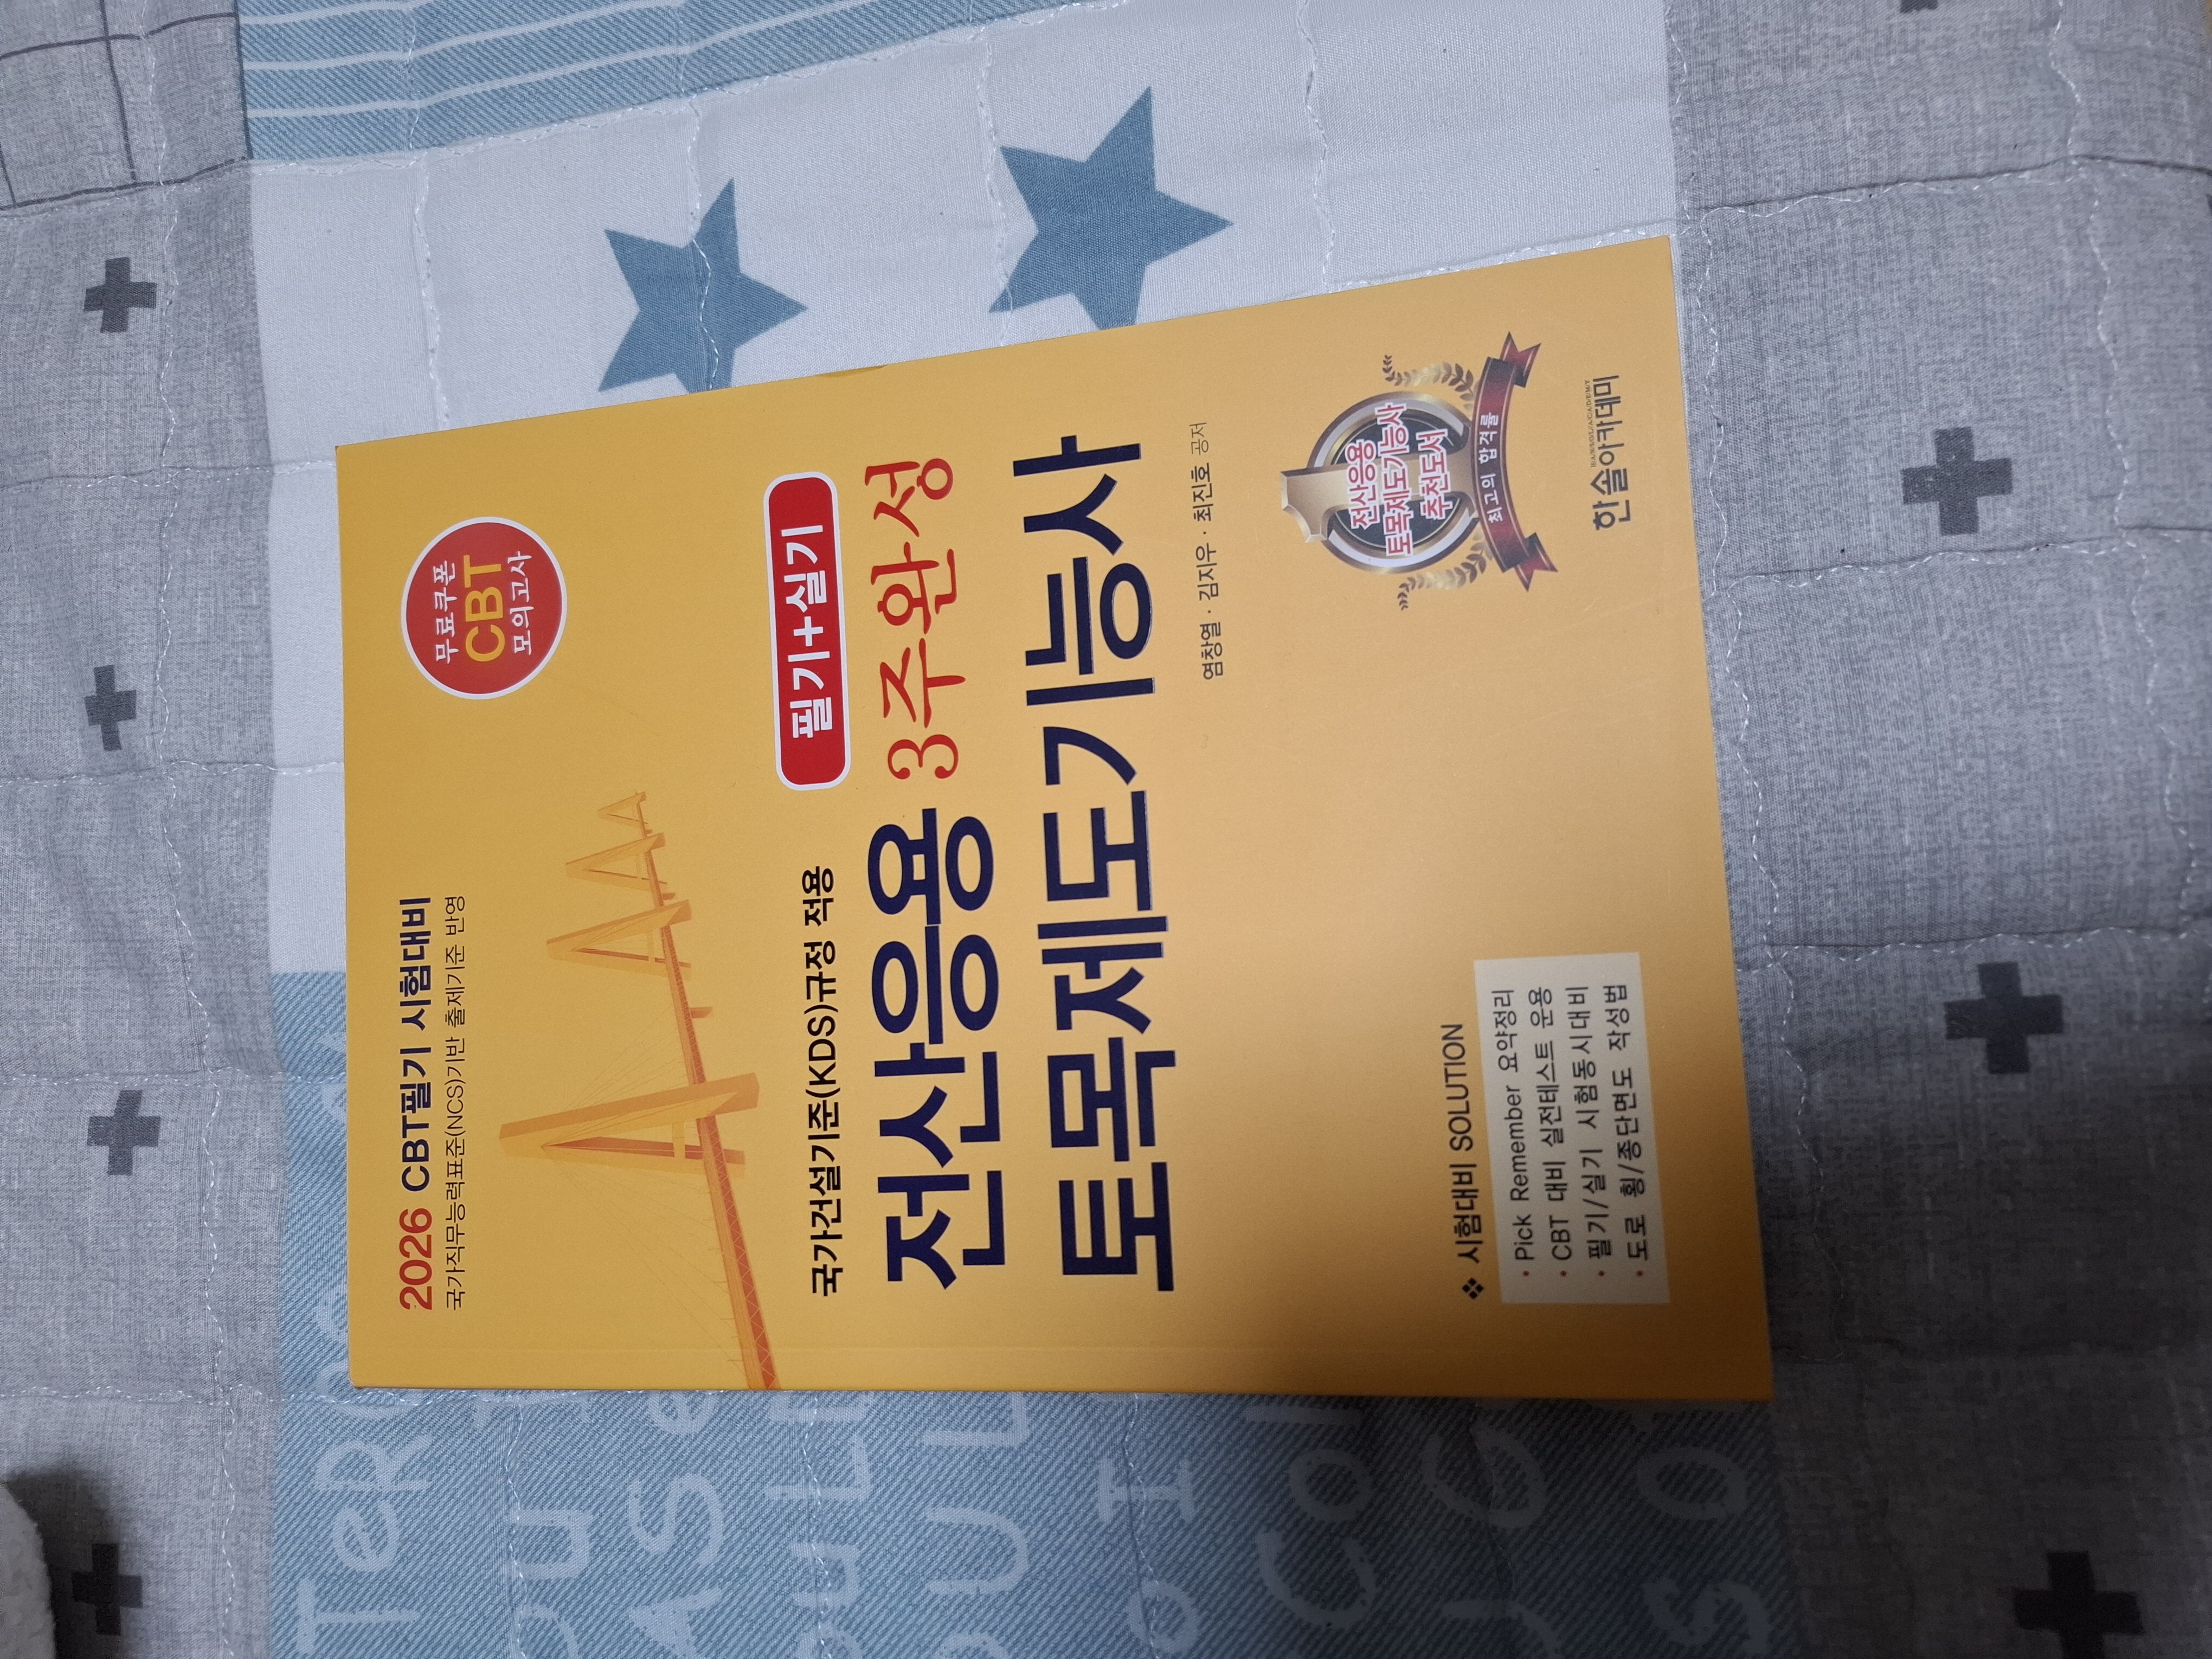 2026 CBT필기 시험대비
국가직무능력표준(NCS)기반 출제기준 반영
무료쿠폰
CBT
모의고사
국가건설기준(KDS)규정 적용
필기+실기
전산응용 3주완성
토목제도기능사
염창열 · 김지우 · 최진호 공저
❖ 시험대비 SOLUTION
• Pick Remember 요약정리
• CBT 대비 실전테스트 운용
• 필기/실기 시험동시대비
• 도로 횡/종단면도 작성법
전산응용
토목제도기능사
추천도서
최고의 합격률
한솔아카데미